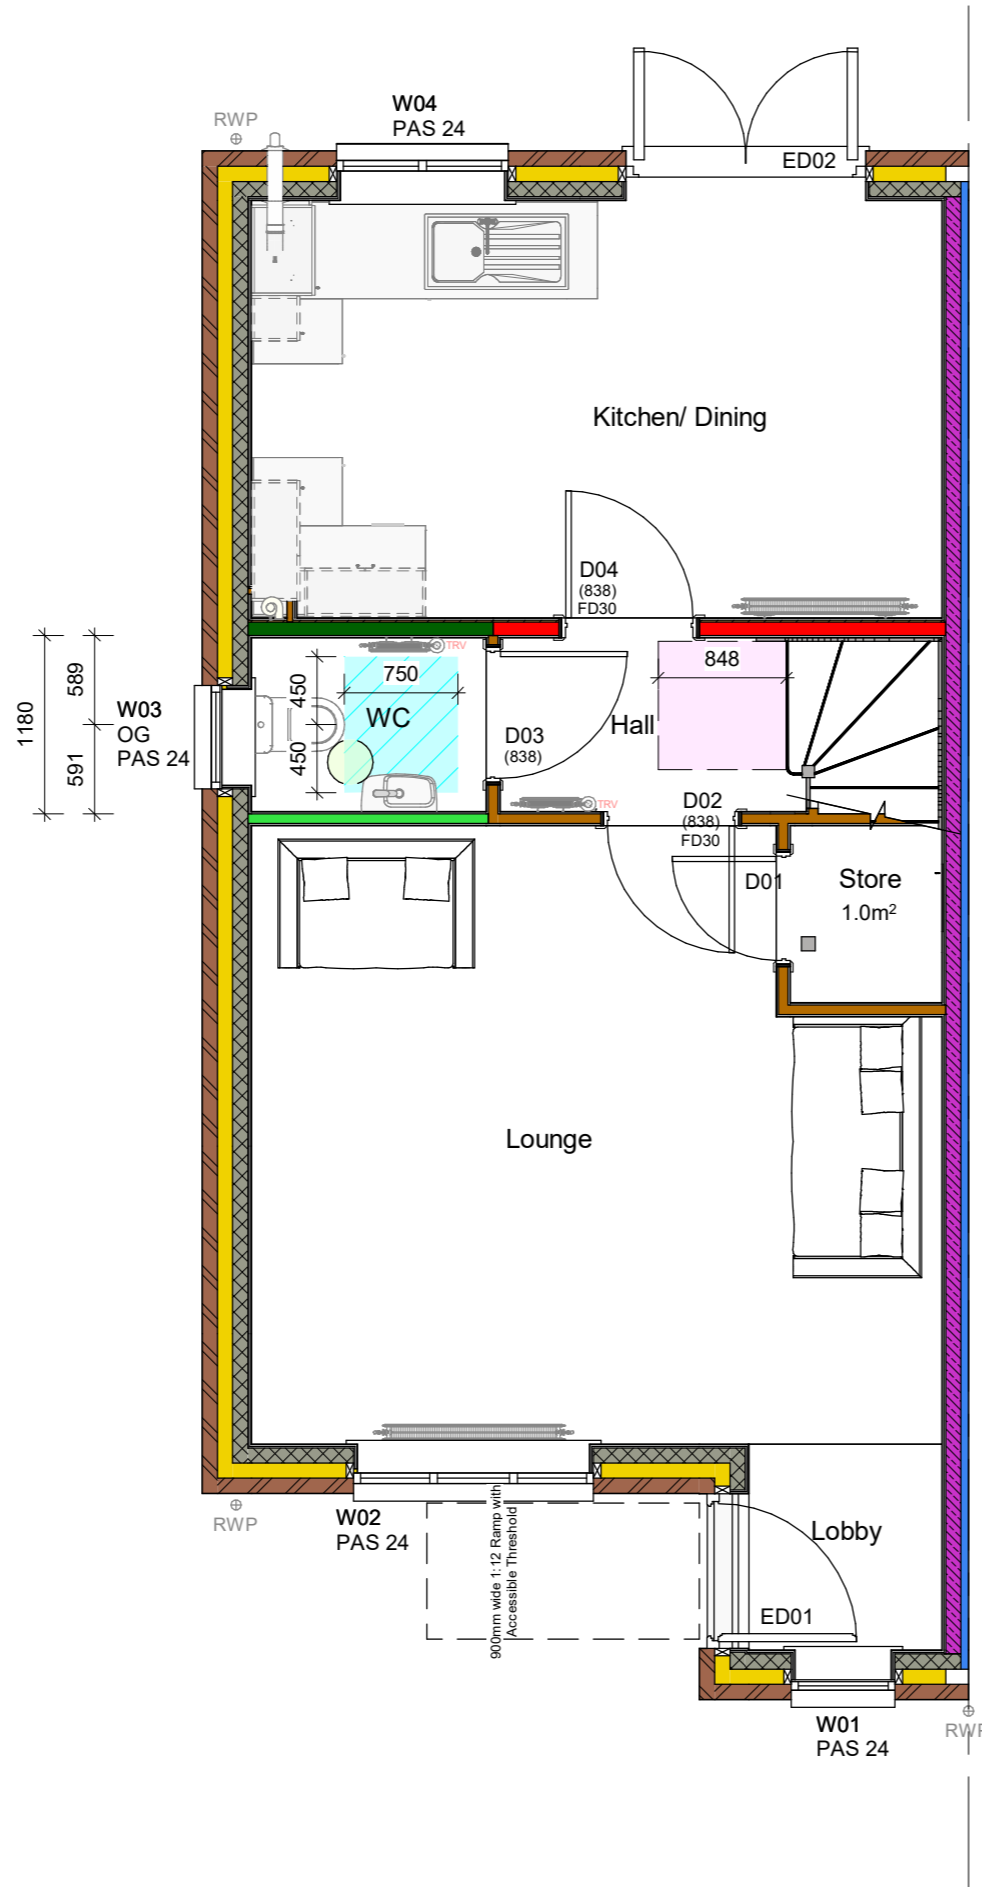 W04
PAS 24
RWP
ED02
Kitchen/ Dining
D04
(838)
FD30
TRV
589
1180
591
W03
OG
PAS 24
450
450
750
WC
D03
(838)
Hall
848
TRV
D02
(838)
FD30
D01
Store
1.0m²
Lounge
RWP
W02
PAS 24
900mm wide 1:12 Ramp with
Accessible Threshold
Lobby
ED01
W01
PAS 24
RWP